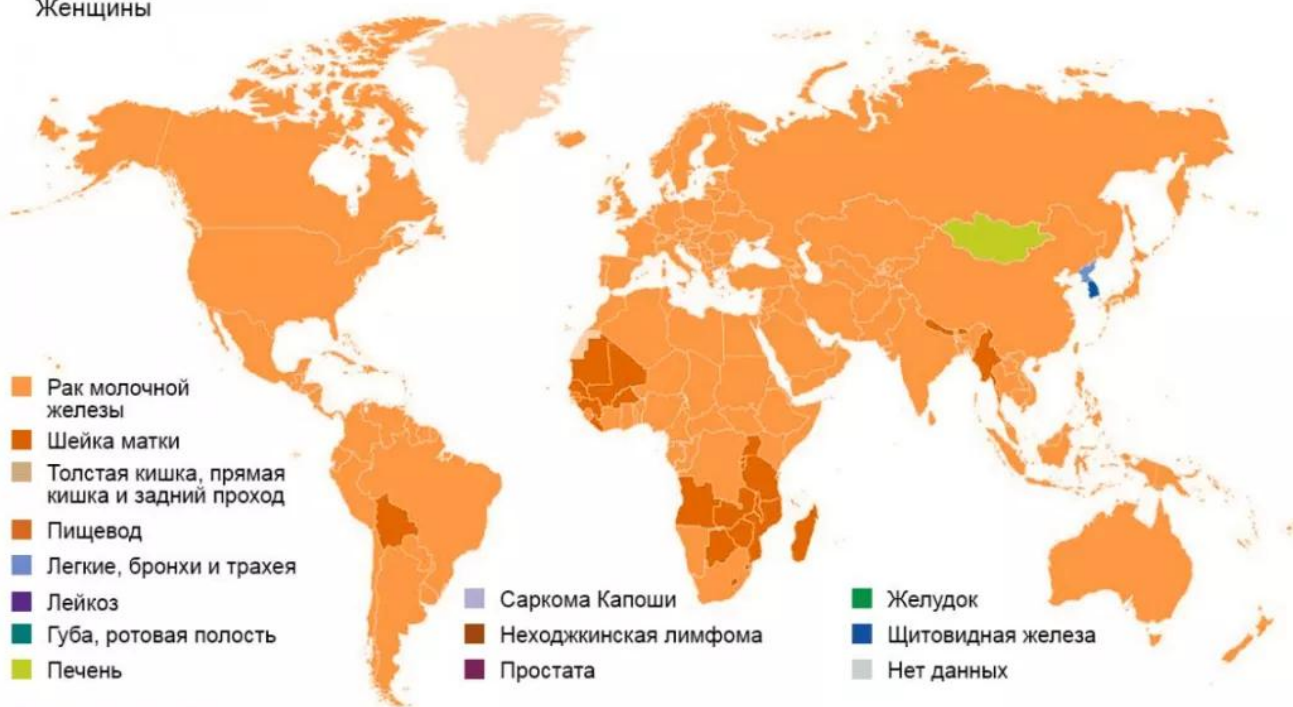 Женщины
Рак молочной
железы
Шейка матки
Толстая кишка, прямая
кишка и задний проход
Пищевод
Легкие, бронхи и трахея
Лейкоз
Губа, ротовая полость
Печень
Саркома Капоши
Неходжкинская лимфома
Простата
Желудок
Щитовидная железа
Нет данных